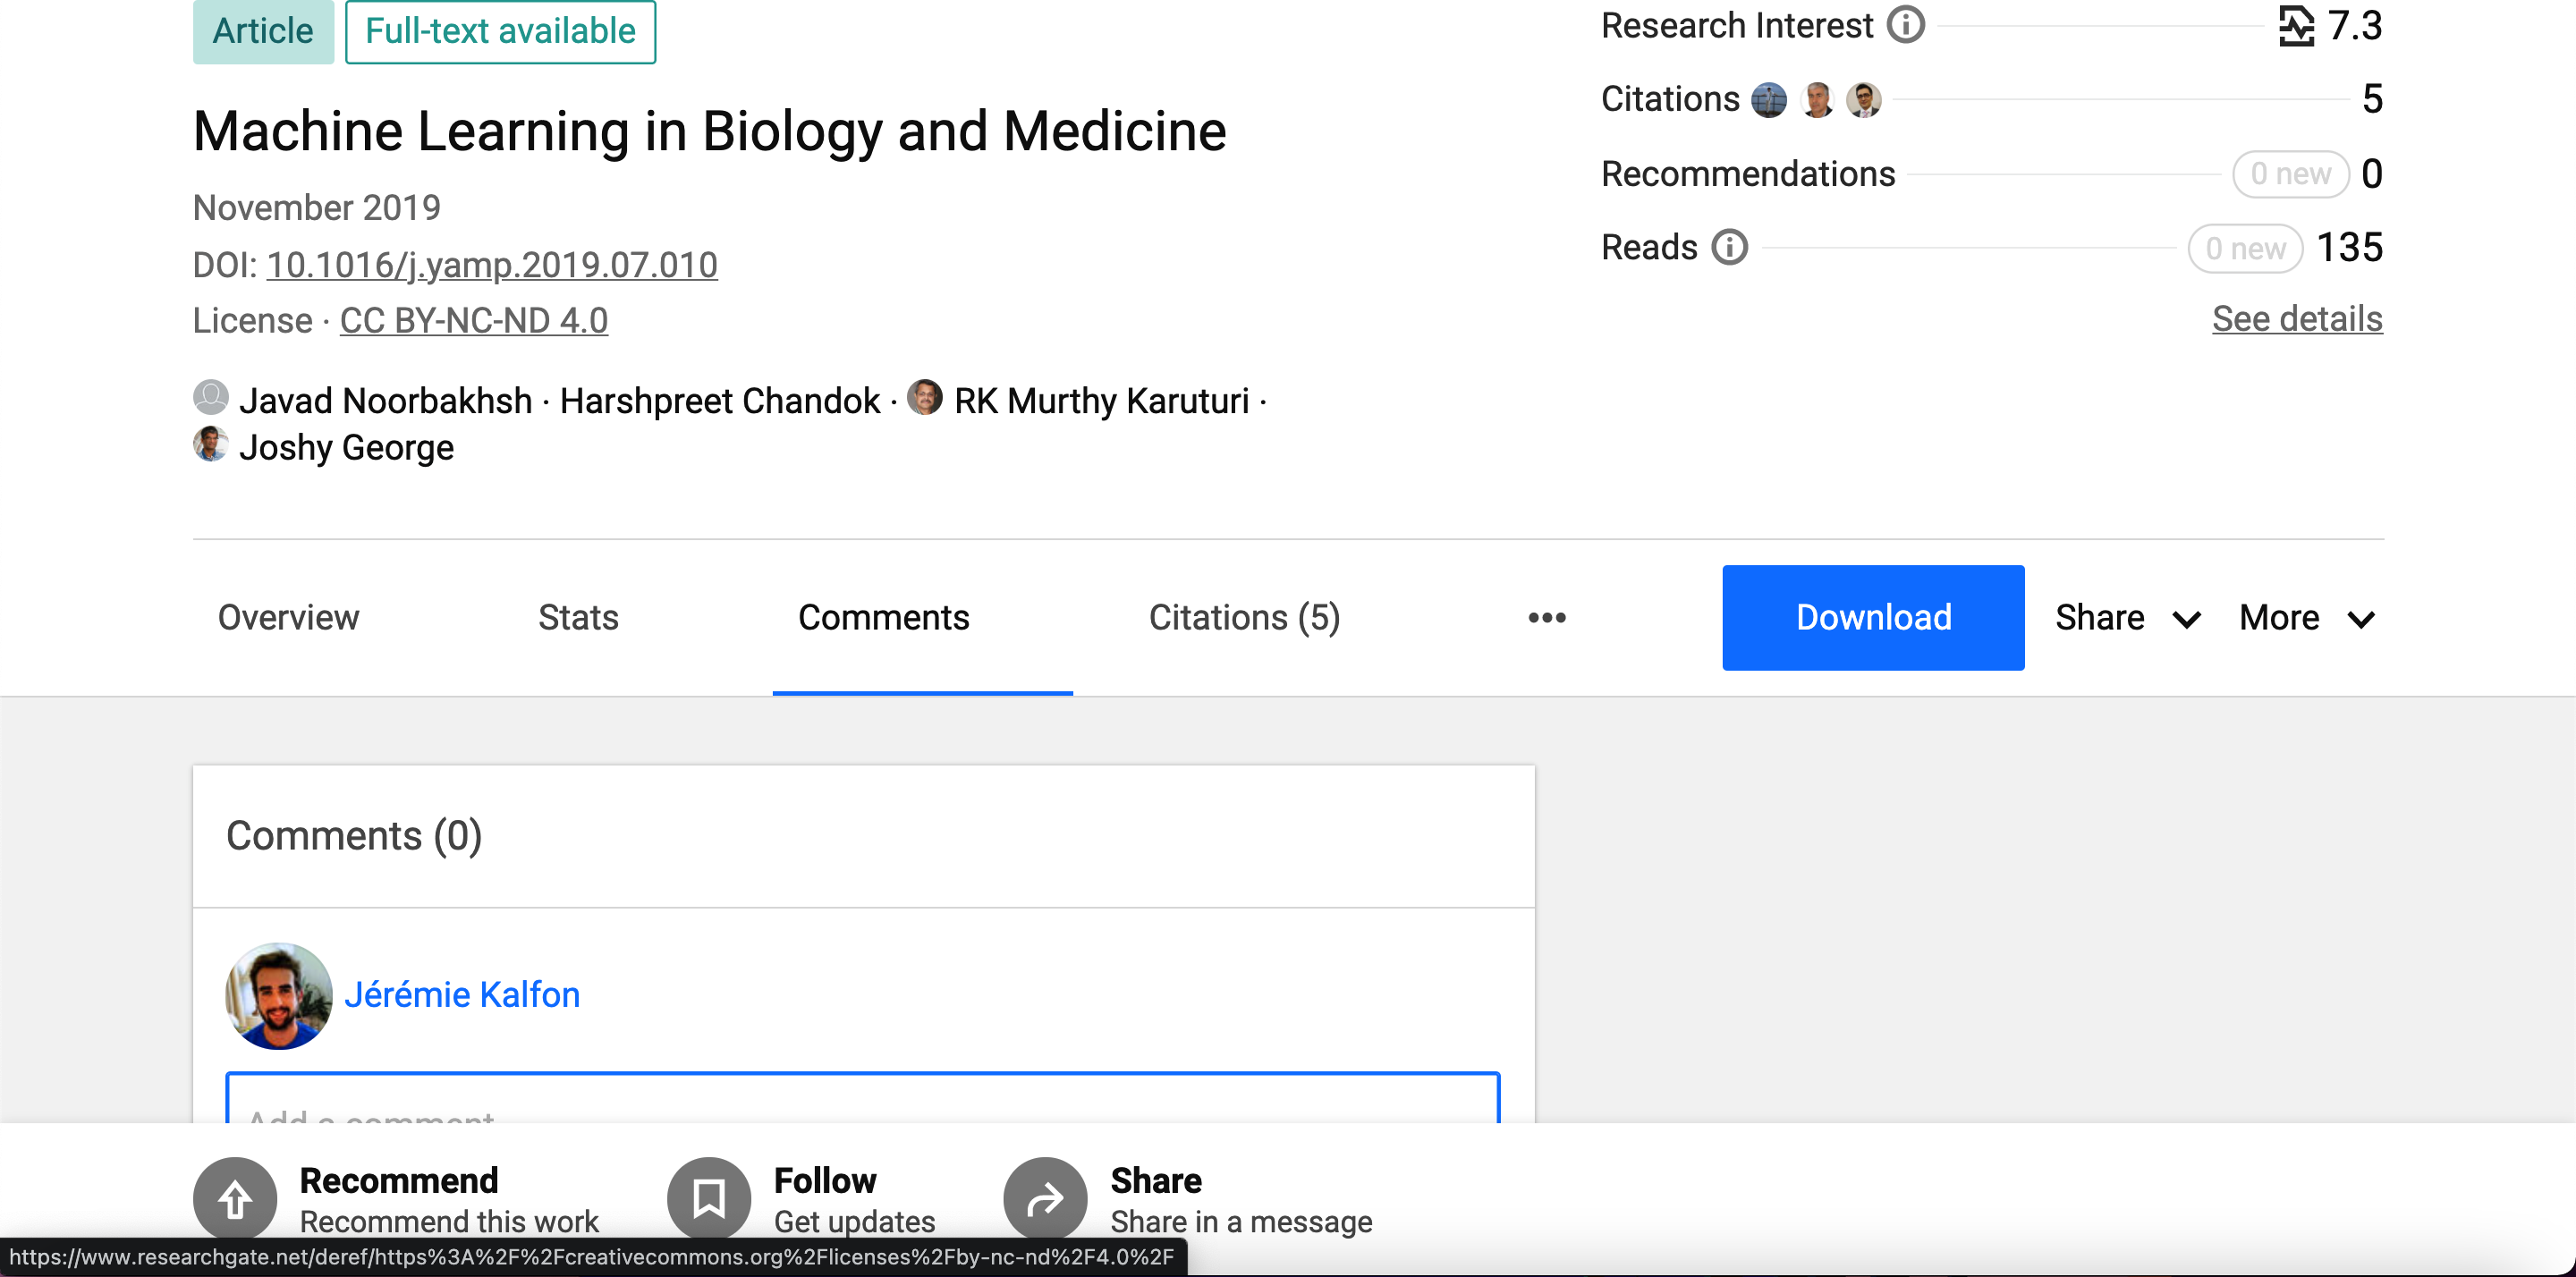 Article Full-text available
Machine Learning in Biology and Medicine
November 2019
DOI: 10.1016/j.yamp.2019.07.010
License · CC BY-NC-ND 4.0
Javad Noorbakhsh · Harshpreet Chandok · RK Murthy Karuturi ·
Joshy George
Research Interest 7.3
Citations 5
Recommendations 0 new 0
Reads 0 new 135
See details
Overview Stats Comments Citations (5) ••• Download Share More
Comments (0)
Jérémie Kalfon
Add a comment
Recommend
Recommend this work
Follow
Get updates
Share
Share in a message
https://www.researchgate.net/deref/https%3A%2F%2Fcreativecommons.org%2Flicenses%2Fby-nc-nd%2F4.0%2F